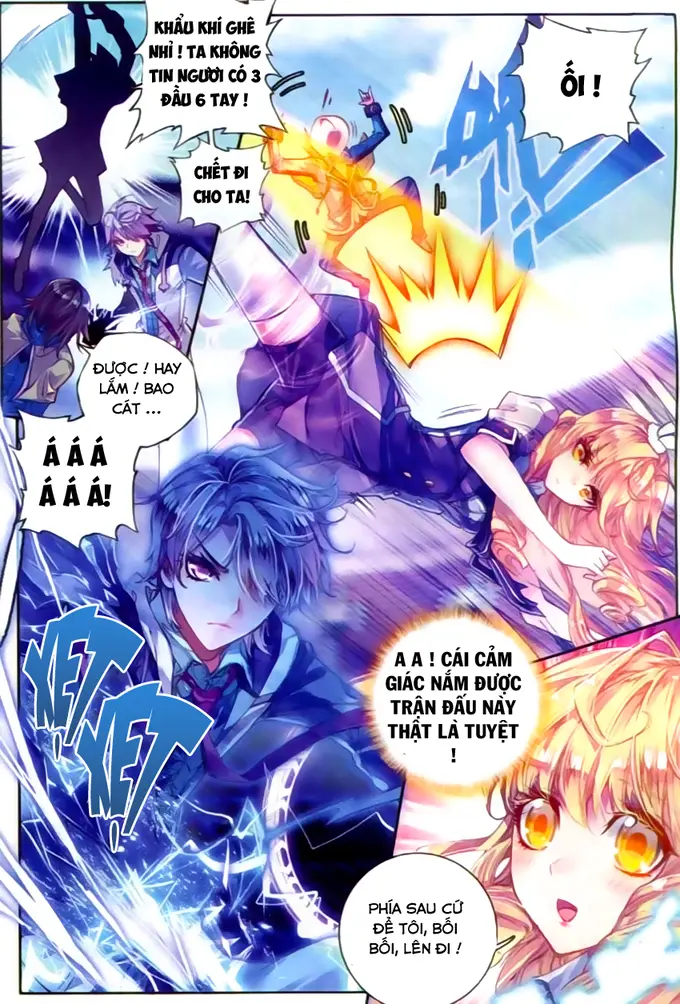 KHẨU KHÍ GHÊ
NHỈ ! TA KHÔNG
TIN NGƯƠI CÓ 3
ĐẦU 6 TAY !
ỐI !
CHẾT ĐI
CHO TA!
ĐƯỢC ! HAY
LẮM ! BAO
CÁT ...
Á Á Á
Á Á Á!
XẸT
XẸT
A A ! CÁI CẢM
GIÁC NẮM ĐƯỢC
TRẬN ĐẤU NÀY
THẬT LÀ TUYỆT
!
PHÍA SAU CỨ
ĐỂ TÔI, BỐI
BỐI, LÊN ĐI !